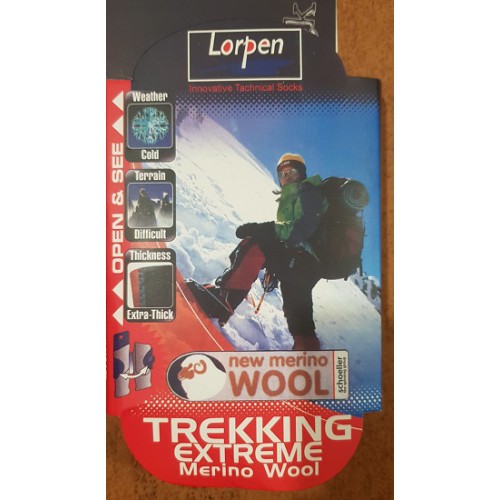 Lorpen
Innovative Tachnical Socks
Weather
Cold
Terrain
Difficult
Thickness
Extra-Thick
OPEN & SEE
new merino
WOOL
schoeller
TREKKING
EXTREME
Merino Wool